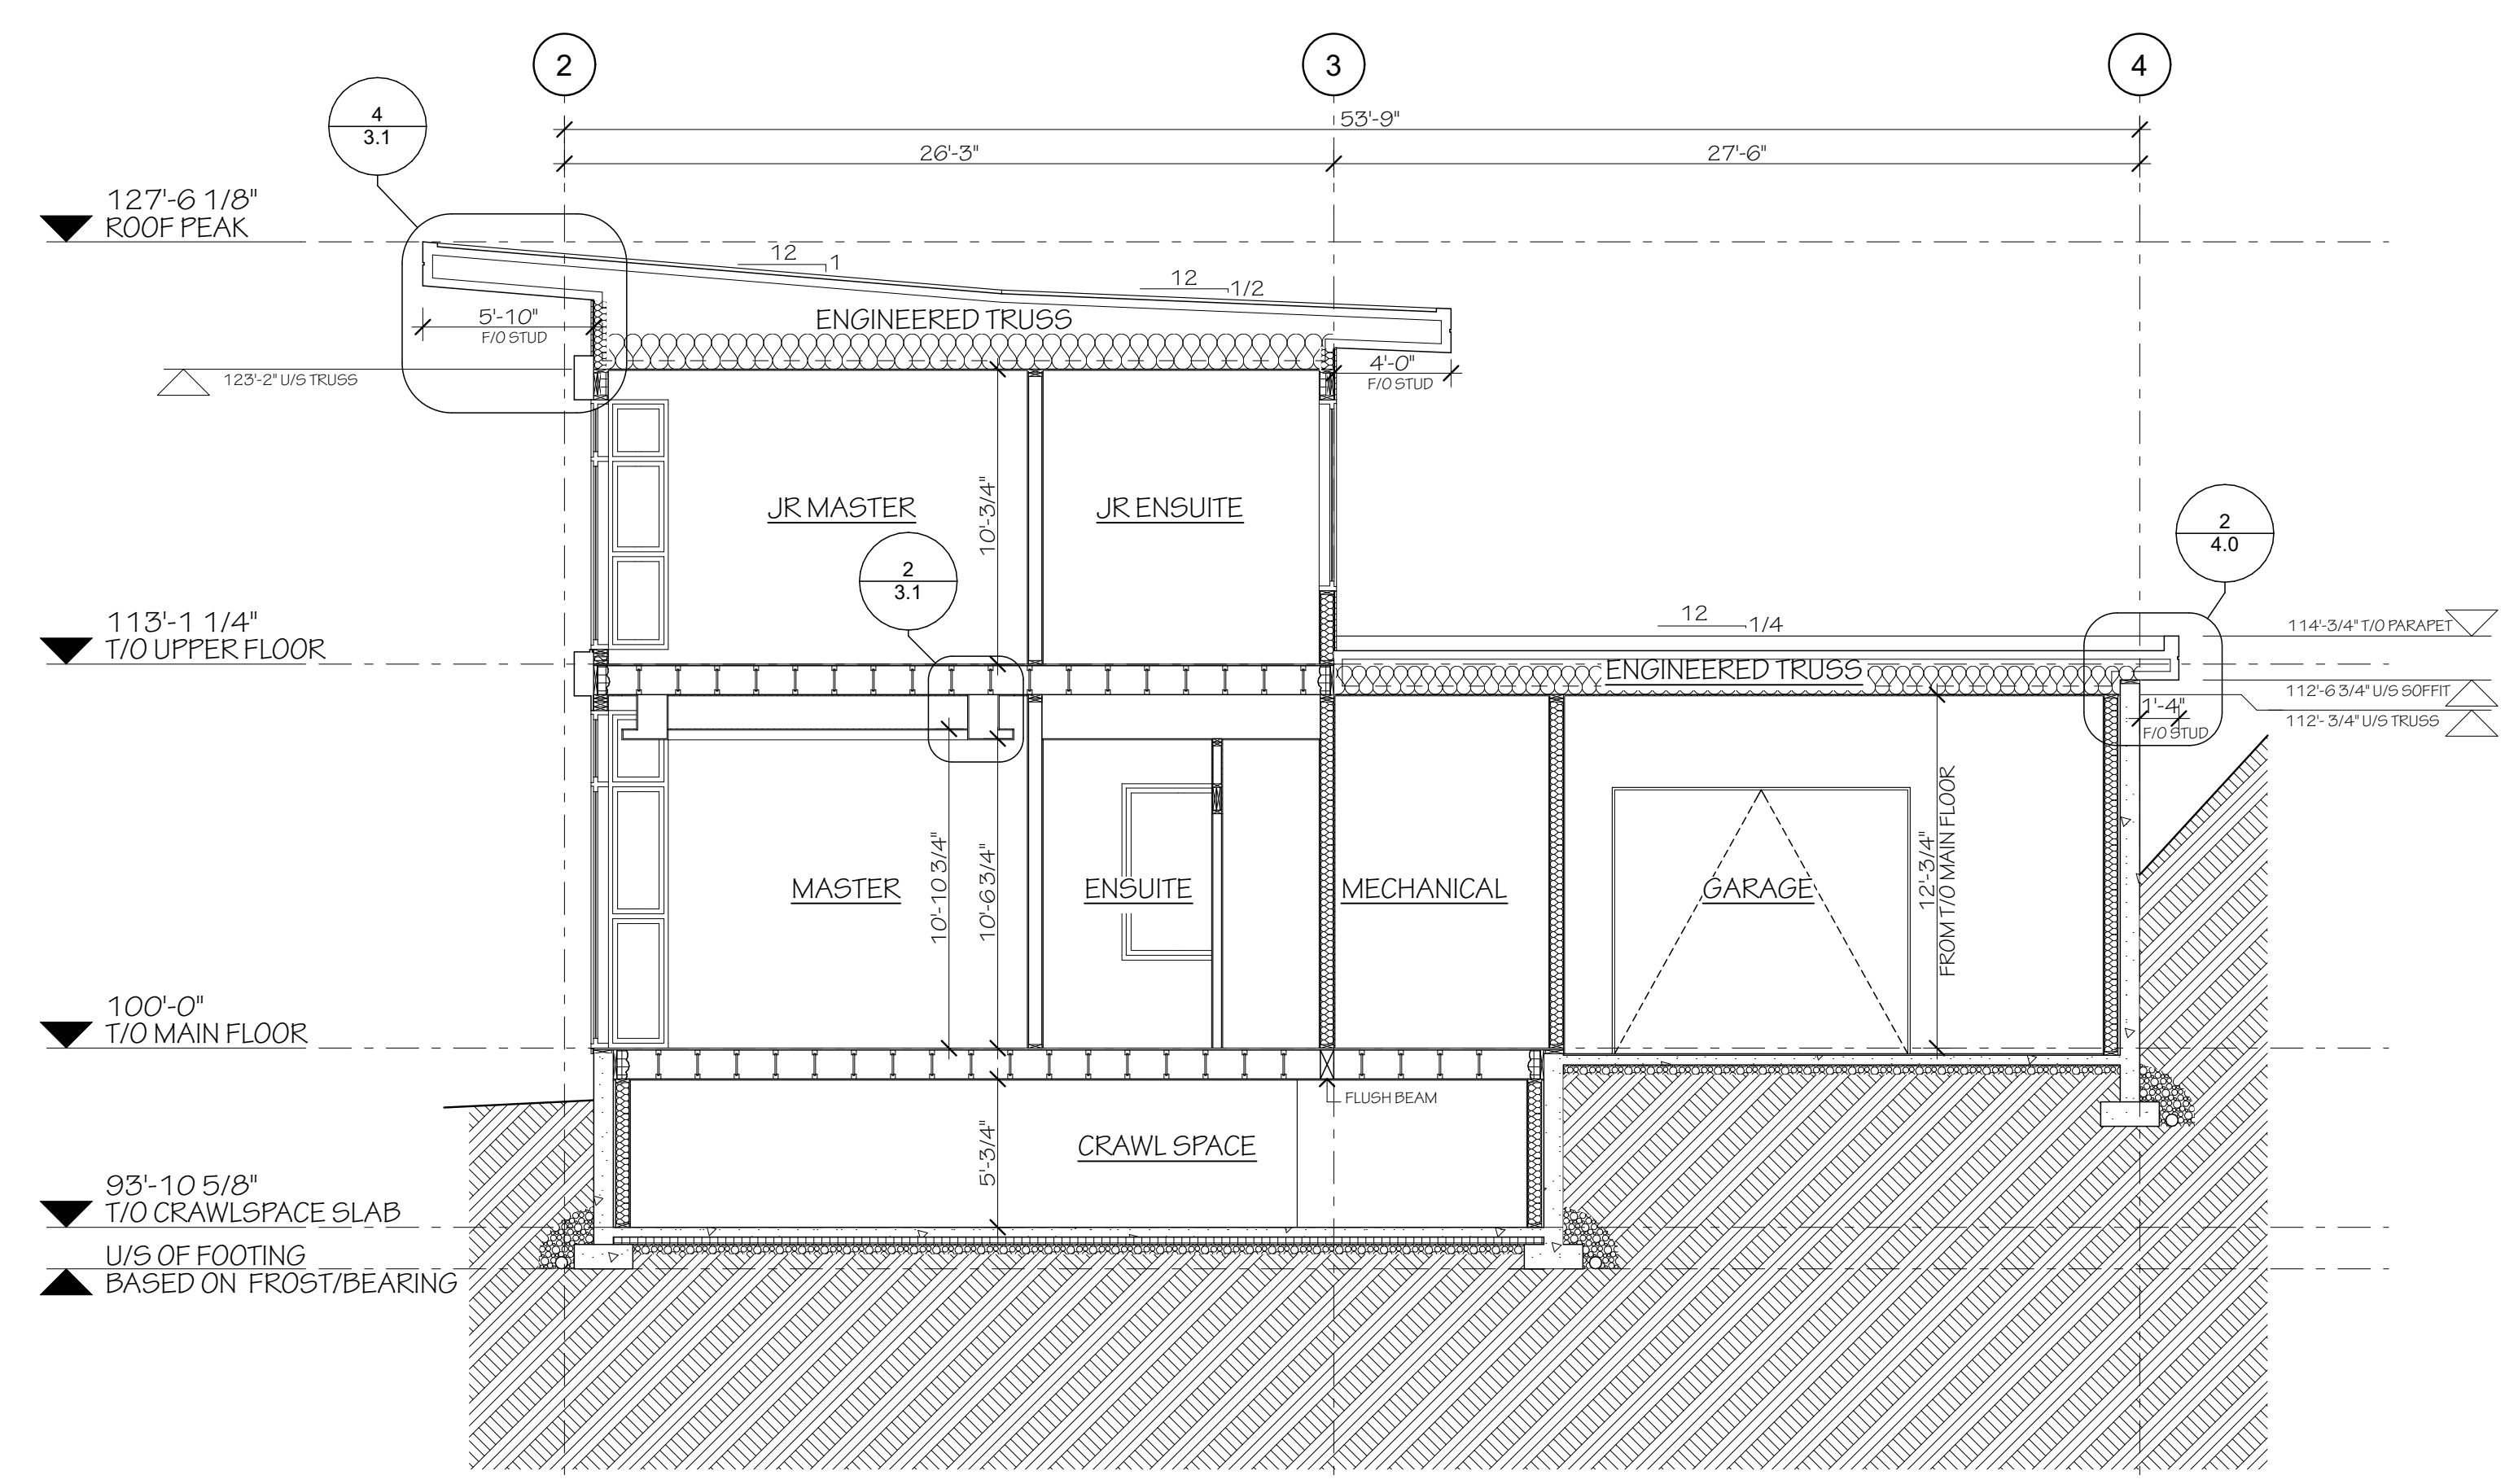 2
3
4
4
3.1
53'-9"
26'-3"
27'-6"
127'-6 1/8"
ROOF PEAK
12
1
12
1/2
5'-10"
F/O STUD
ENGINEERED TRUSS
4'-0"
F/O STUD
123'-2" U/S TRUSS
JR MASTER
10'-3/4"
JR ENSUITE
2
3.1
2
4.0
113'-1 1/4"
T/O UPPER FLOOR
12
1/4
114'-3/4" T/O PARAPET
ENGINEERED TRUSS
112'-6 3/4" U/S SOFFIT
1'-4"
F/O STUD
112'- 3/4" U/S TRUSS
MASTER
10'-10 3/4"
10'-6 3/4"
ENSUITE
MECHANICAL
GARAGE
12'-3/4"
FROM T/O MAIN FLOOR
100'-0"
T/O MAIN FLOOR
FLUSH BEAM
CRAWL SPACE
5'-3/4"
93'-10 5/8"
T/O CRAWLSPACE SLAB
U/S OF FOOTING
BASED ON FROST/BEARING